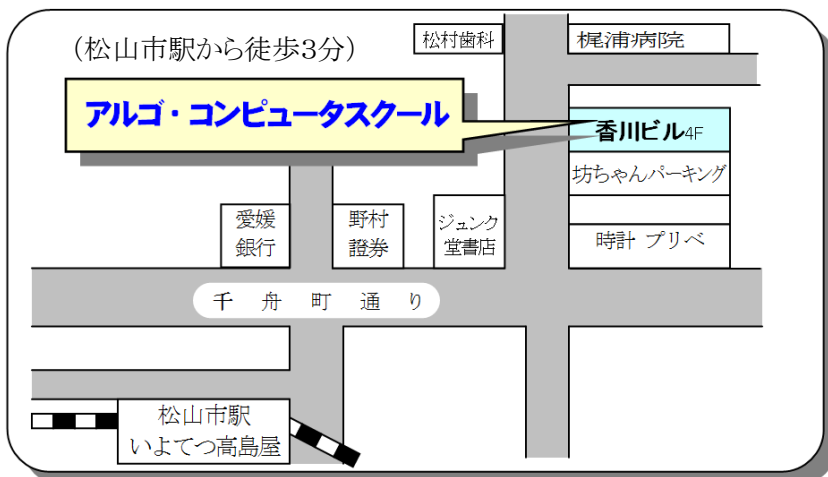 (松山市駅から徒歩3分)
松村歯科
梶浦病院
アルゴ・コンピュータスクール
香川ビル4F
坊ちゃんパーキング
愛媛
銀行
野村
證券
ジュンク
堂書店
時計 プリベ
千舟町通り
松山市駅
いよてつ高島屋